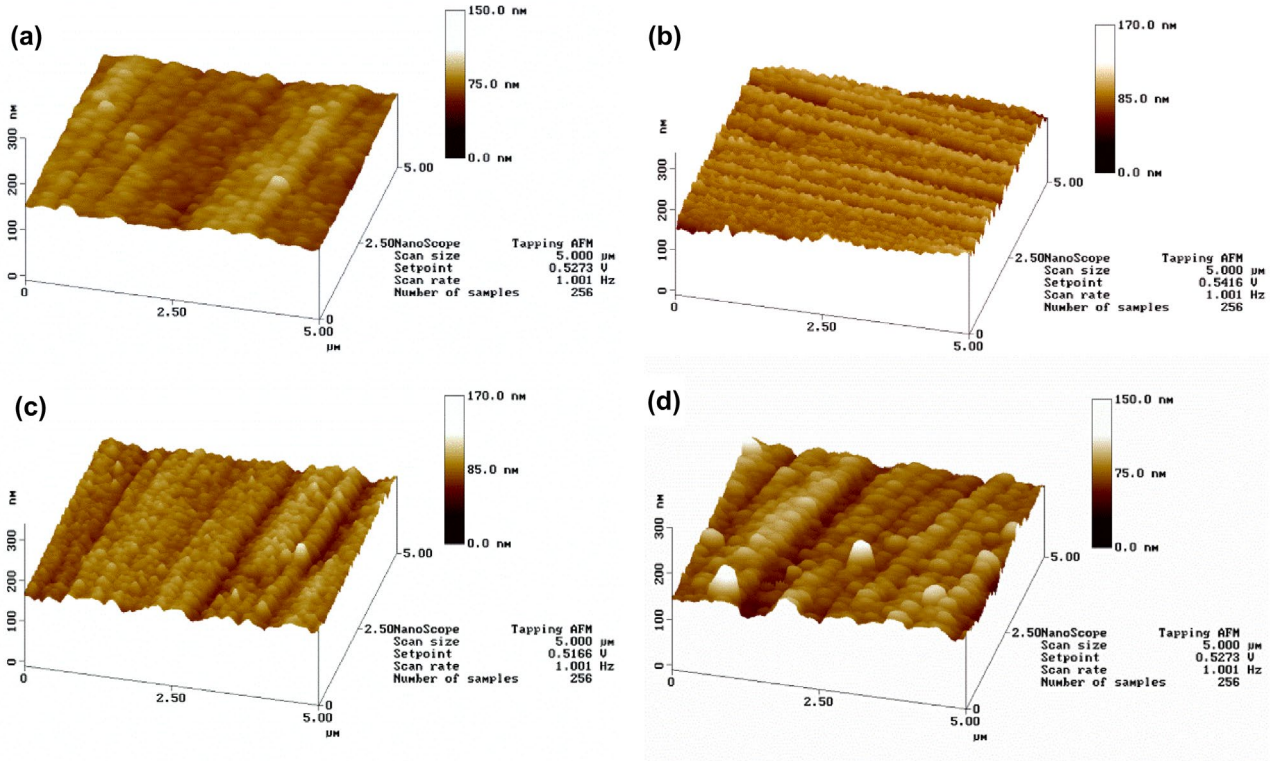 (a)
150.0 nm
75.0 nm
0.0 nm
nm
300
200
100
0
0
2.50
5.00
μm
0
2.50
5.00
NanoScope Tapping AFM
Scan size 5.000 μm
Setpoint 0.5273 V
Scan rate 1.001 Hz
Number of samples 256
(b)
170.0 nm
85.0 nm
0.0 nm
nm
300
200
100
0
0
2.50
5.00
0
2.50
5.00
NanoScope Tapping AFM
Scan size 5.000 μm
Setpoint 0.5416 V
Scan rate 1.001 Hz
Number of samples 256
(c)
170.0 nm
85.0 nm
0.0 nm
nm
300
200
100
0
0
2.50
5.00
μm
0
2.50
5.00
NanoScope Tapping AFM
Scan size 5.000 μm
Setpoint 0.5166 V
Scan rate 1.001 Hz
Number of samples 256
(d)
150.0 nm
75.0 nm
0.0 nm
nm
300
200
100
0
0
2.50
5.00
μm
0
2.50
5.00
NanoScope Tapping AFM
Scan size 5.000 μm
Setpoint 0.5273 V
Scan rate 1.001 Hz
Number of samples 256